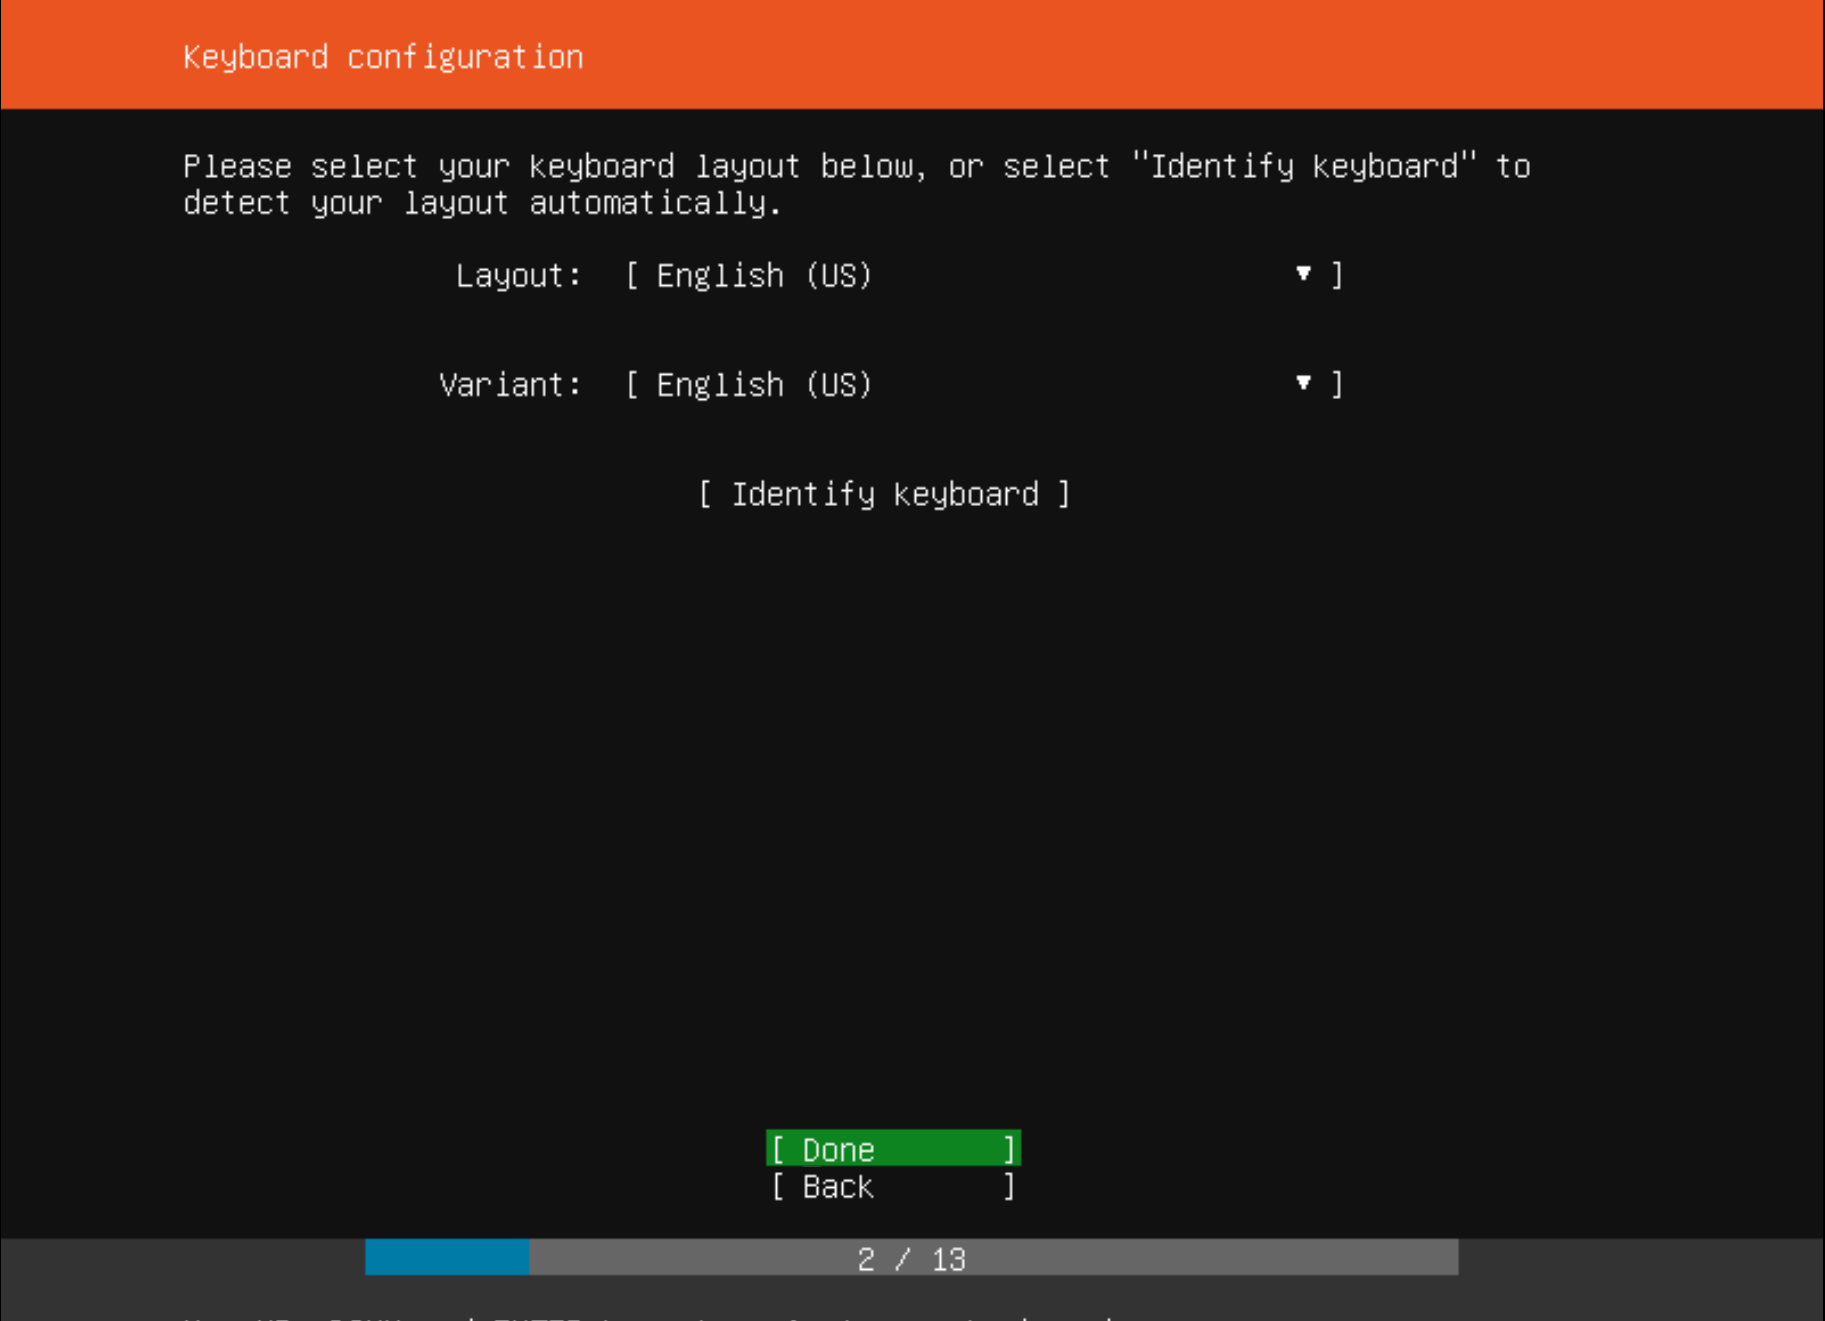 Keyboard configuration
Please select your keyboard layout below, or select "Identify keyboard" to
detect your layout automatically.
Layout: [ English (US) ▼ ]
Variant: [ English (US) ▼ ]
[ Identify keyboard ]
[ Done ]
[ Back ]
2 / 13